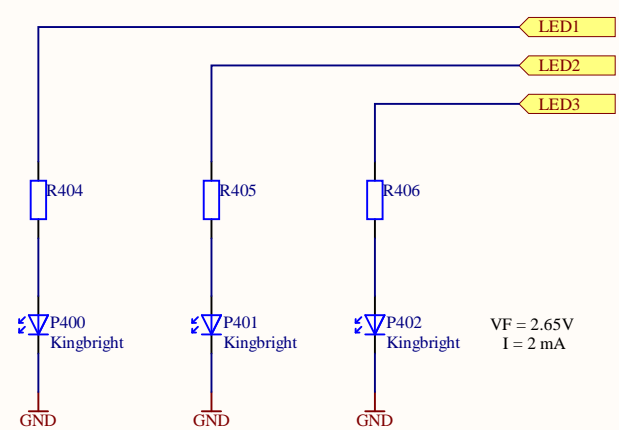 LED1
LED2
LED3
R404
R405
R406
P400
Kingbright
P401
Kingbright
P402
Kingbright
VF = 2.65V
I = 2 mA
GND
GND
GND